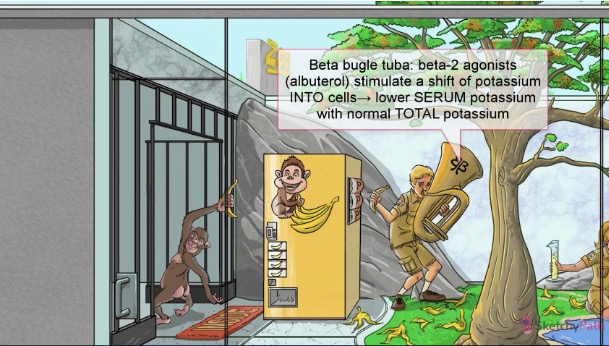 Beta bugle tuba: beta-2 agonists
(albuterol) stimulate a shift of potassium
INTO cells→ lower SERUM potassium
with normal TOTAL potassium
SketchyPath